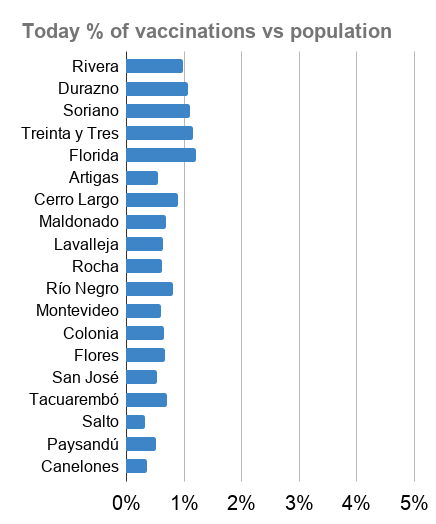 Today % of vaccinations vs population
Rivera
Durazno
Soriano
Treinta y Tres
Florida
Artigas
Cerro Largo
Maldonado
Lavalleja
Rocha
Río Negro
Montevideo
Colonia
Flores
San José
Tacuarembó
Salto
Paysandú
Canelones
0% 1% 2% 3% 4% 5%